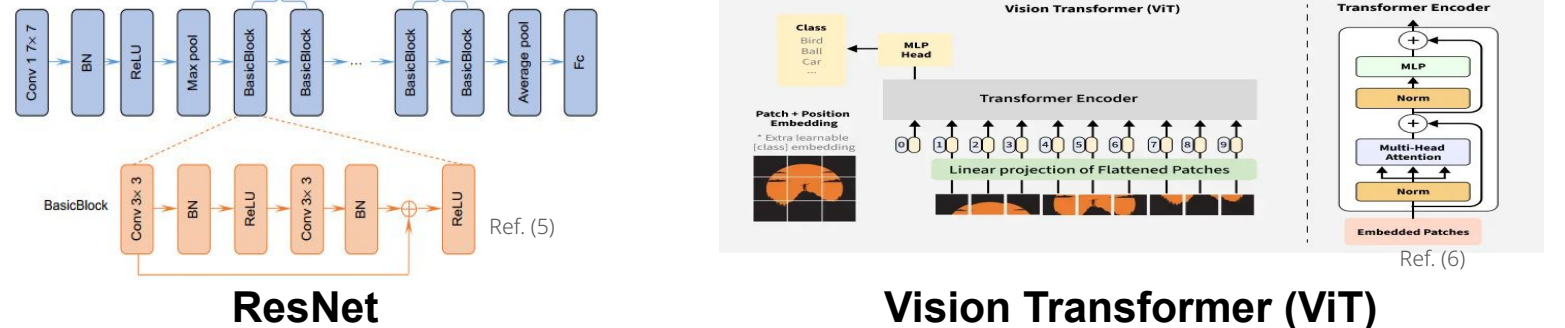 Conv 1 7× 7
BN
ReLU
Max pool
BasicBlock
BasicBlock
...
BasicBlock
BasicBlock
Average pool
Fc
BasicBlock
Conv 3× 3
BN
ReLU
Conv 3× 3
BN
ReLU
Ref. (5)
ResNet
Vision Transformer (ViT)
Class
Bird
Ball
Car
...
MLP
Head
Transformer Encoder
Patch + Position
Embedding
* Extra learnable
[class] embedding
0 1 2 3 4 5 6 7 8 9
Linear projection of Flattened Patches
Transformer Encoder
+
MLP
Norm
+
Multi-Head
Attention
Norm
Embedded Patches
Ref. (6)
Vision Transformer (ViT)